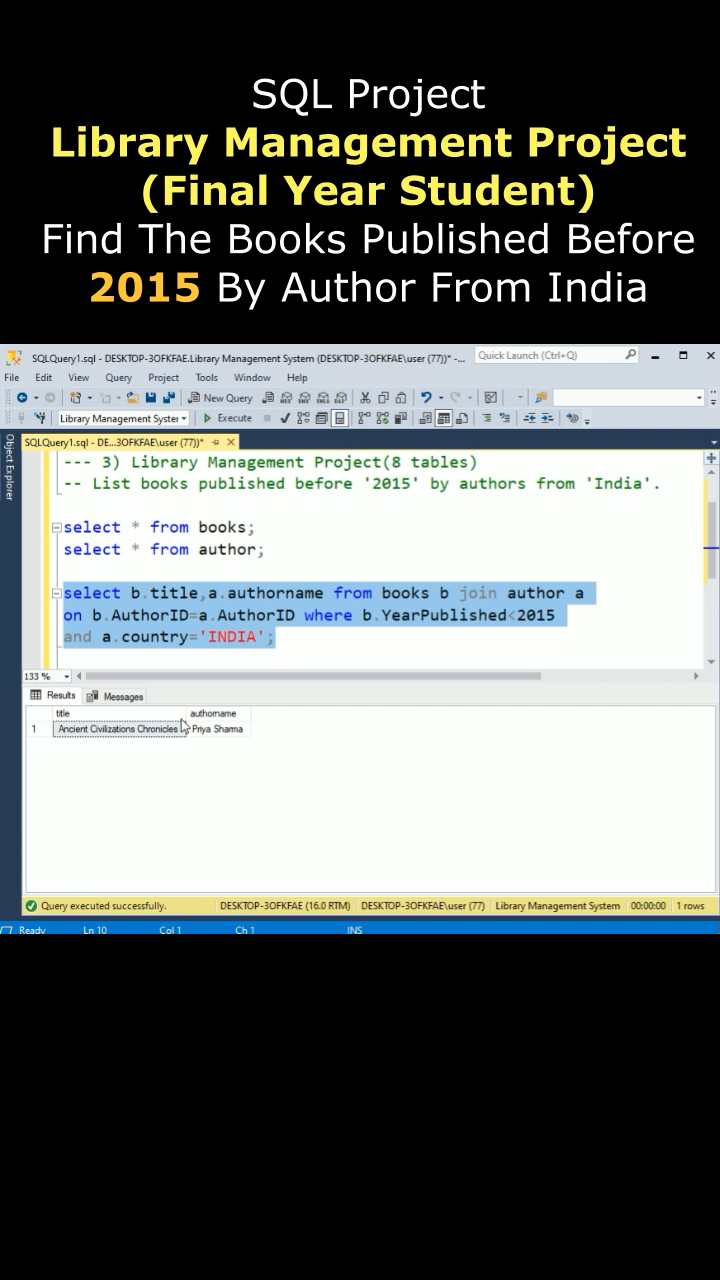 SQL Project
Library Management Project
(Final Year Student)
Find The Books Published Before
2015 By Author From India
SQLQuery1.sql - DESKTOP-3OFKFAE.Library Management System (DESKTOP-3OFKFAE\user (77))* -...
Quick Launch (Ctrl+Q)
File Edit View Query Project Tools Window Help
New Query
Library Management System
Execute
Object Explorer
SQLQuery1.sql - DE...3OFKFAE\user (77))*
--- 3) Library Management Project(8 tables)
-- List books published before '2015' by authors from 'India'.
select * from books;
select * from author;
select b.title,a.authorname from books b join author a
on b.AuthorID=a.AuthorID where b.YearPublished<2015
and a.country='INDIA';
133 %
Results Messages
title authorname
1 Ancient Civilizations Chronicles Priya Sharma
Query executed successfully. DESKTOP-3OFKFAE (16.0 RTM) DESKTOP-3OFKFAE\user (77) Library Management System 00:00:00 1 rows
Ready Ln 10 Col 1 Ch 1 INS